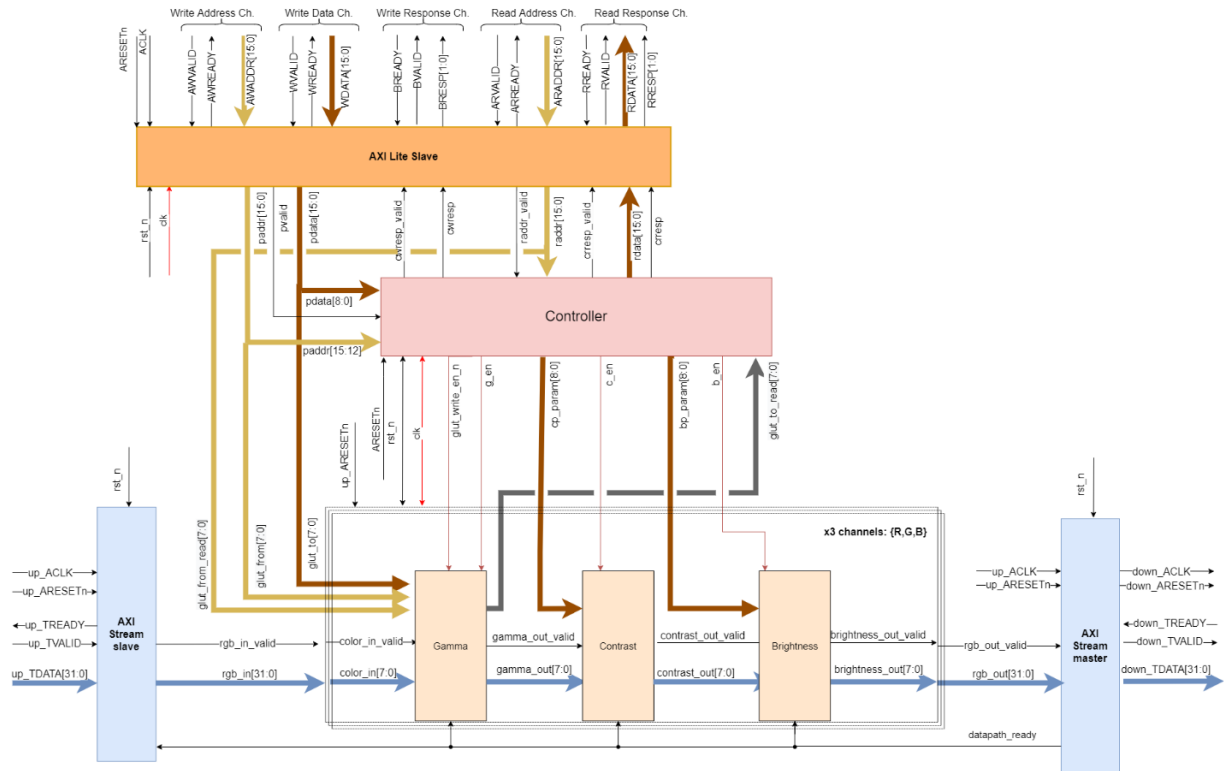 Write Address Ch.
Write Data Ch.
Write Response Ch.
Read Address Ch.
Read Response Ch.
ARESETn
ACLK
AWVALID
AWREADY
AWADDR[15:0]
WVALID
WREADY
WDATA[15:0]
BREADY
BVALID
BRESP[1:0]
ARVALID
ARREADY
ARADDR[15:0]
RREADY
RVALID
RDATA[15:0]
RRESP[1:0]
AXI Lite Slave
rst_n
clk
paddr[15:0]
pvalid
pdata[15:0]
cwresp_valid
cwresp
raddr_valid
raddr[15:0]
crresp_valid
rdata[15:0]
crresp
pdata[8:0]
Controller
paddr[15:12]
up_ARESETn
ARESETn
rst_n
clk
glut_write_en_n
g_en
cp_param[8:0]
c_en
bp_param[8:0]
b_en
glut_to_read[7:0]
rst_n
glut_from_read[7:0]
glut_from[7:0]
glut_to[7:0]
x3 channels: {R,G,B}
rst_n
up_ACLK
up_ARESETn
up_TREADY
up_TVALID
up_TDATA[31:0]
AXI
Stream
slave
rgb_in_valid
rgb_in[31:0]
color_in_valid
color_in[7:0]
Gamma
gamma_out_valid
gamma_out[7:0]
Contrast
contrast_out_valid
contrast_out[7:0]
Brightness
brightness_out_valid
brightness_out[7:0]
rgb_out_valid
rgb_out[31:0]
up_ACLK
up_ARESETn
AXI
Stream
master
down_ACLK
down_ARESETn
down_TREADY
down_TVALID
down_TDATA[31:0]
datapath_ready